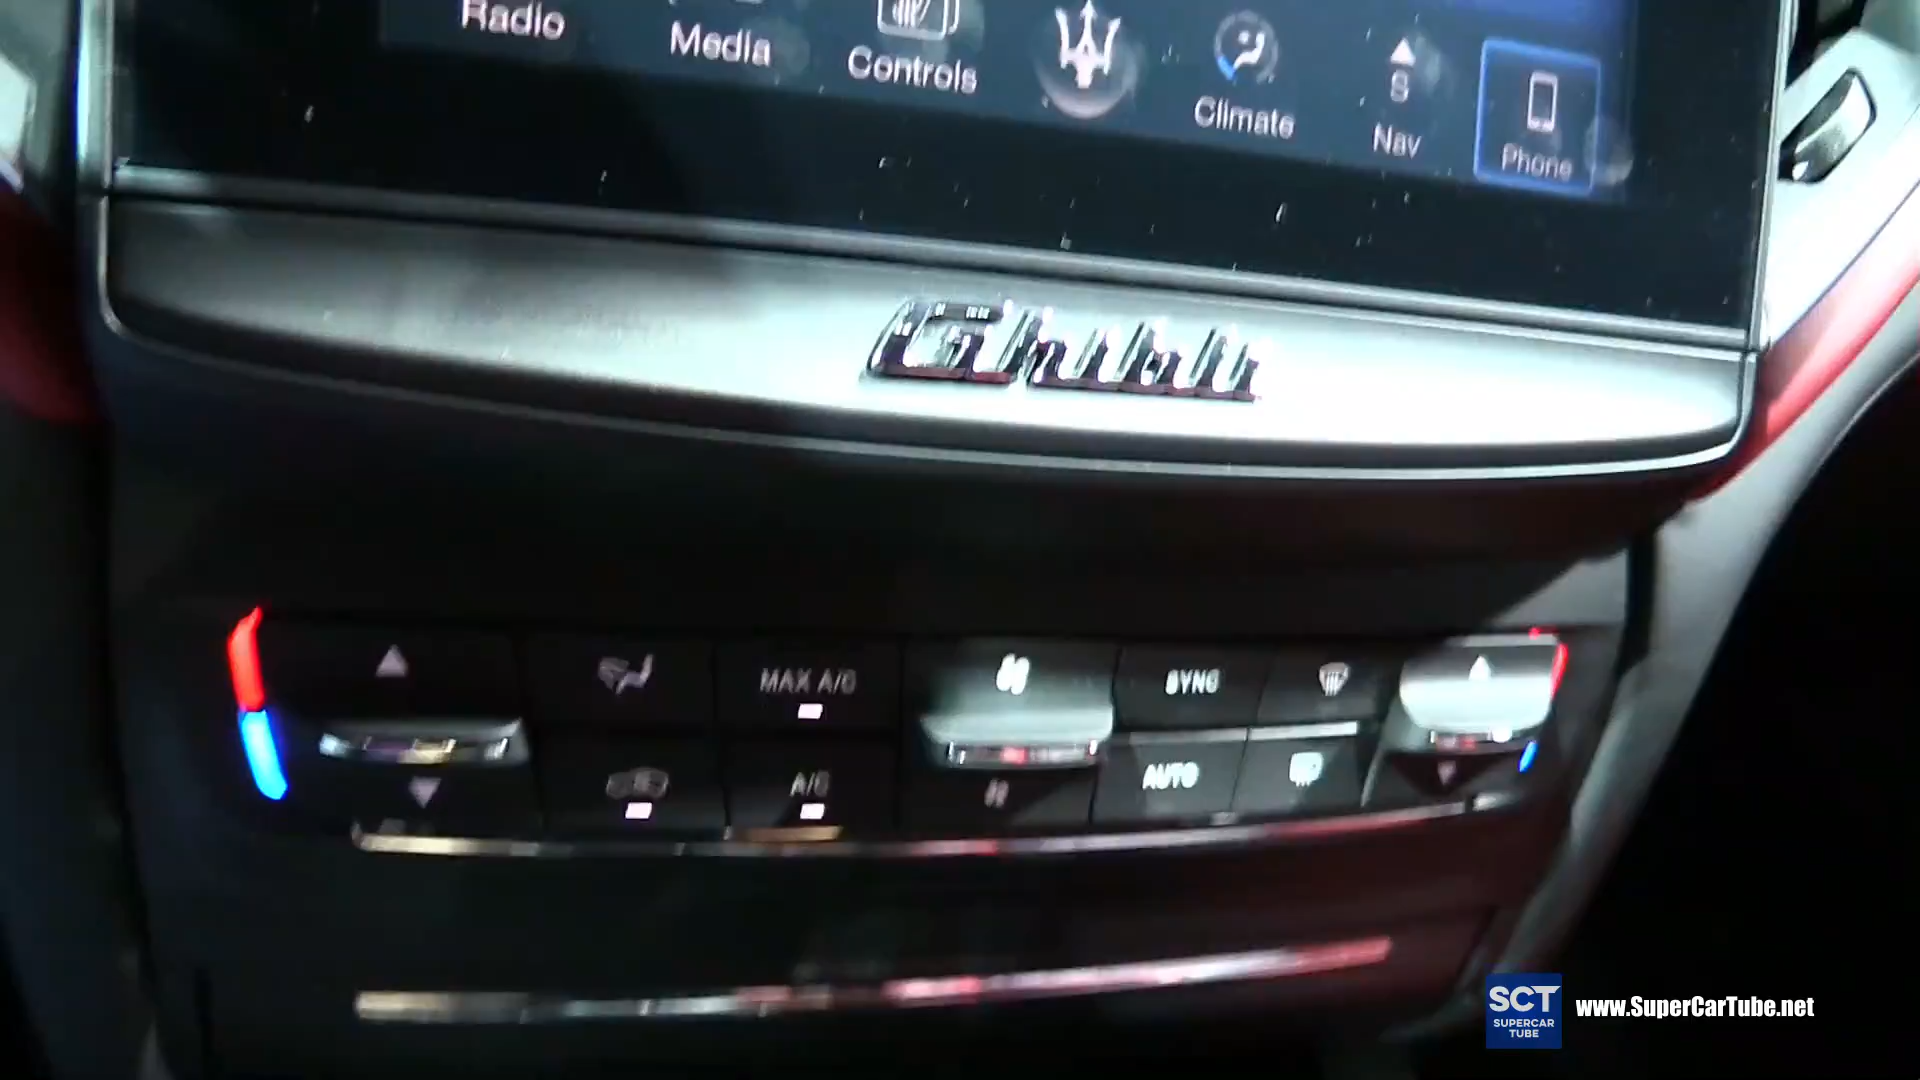 Radio
Media
Controls
Climate
S
Nav
Phone
Ghibli
MAX A/C
SYNC
A/C
AUTO
SCT
SUPERCAR
TUBE
www.SuperCarTube.net